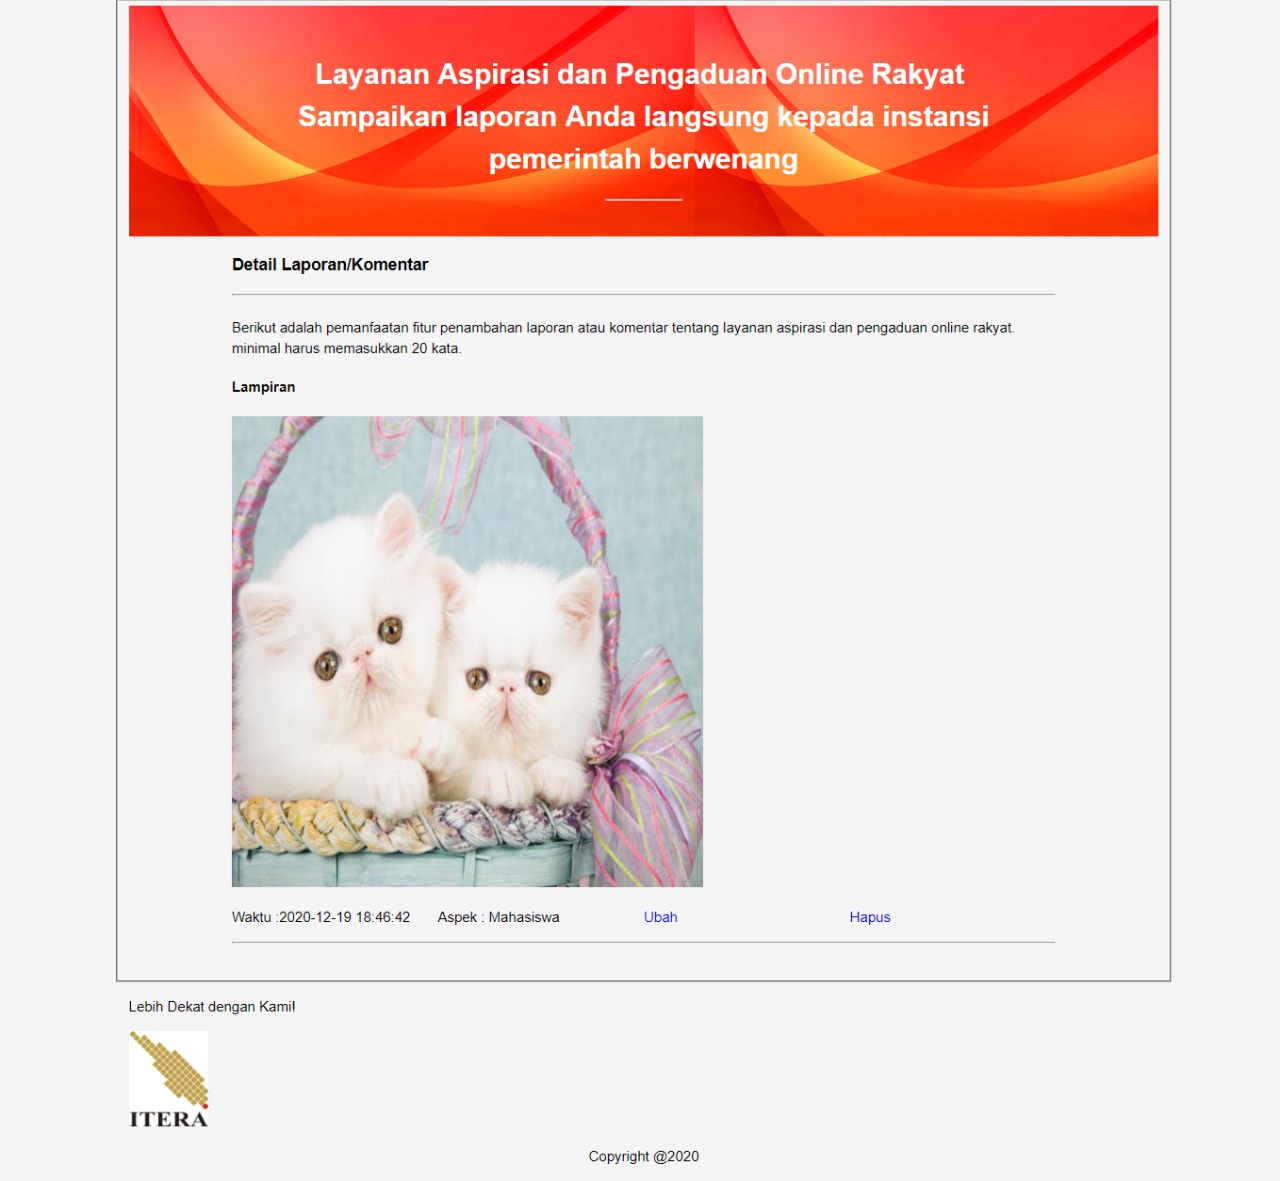 Layanan Aspirasi dan Pengaduan Online Rakyat
Sampaikan laporan Anda langsung kepada instansi
pemerintah berwenang
Detail Laporan/Komentar
Berikut adalah pemanfaatan fitur penambahan laporan atau komentar tentang layanan aspirasi dan pengaduan online rakyat.
minimal harus memasukkan 20 kata.
Lampiran
Waktu :2020-12-19 18:46:42 Aspek : Mahasiswa Ubah Hapus
Lebih Dekat dengan Kami!
ITERA
Copyright @2020